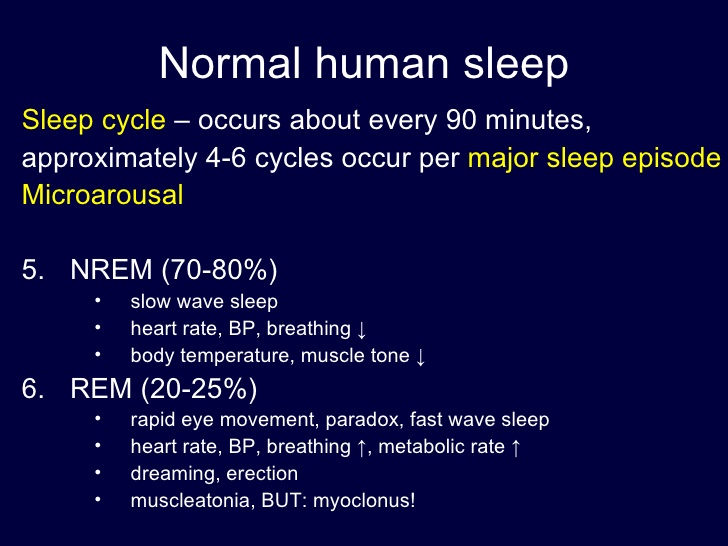 Normal human sleep
Sleep cycle – occurs about every 90 minutes,
approximately 4-6 cycles occur per major sleep episode
Microarousal
5. NREM (70-80%)
• slow wave sleep
• heart rate, BP, breathing ↓
• body temperature, muscle tone ↓
6. REM (20-25%)
• rapid eye movement, paradox, fast wave sleep
• heart rate, BP, breathing ↑, metabolic rate ↑
• dreaming, erection
• muscleatonia, BUT: myoclonus!